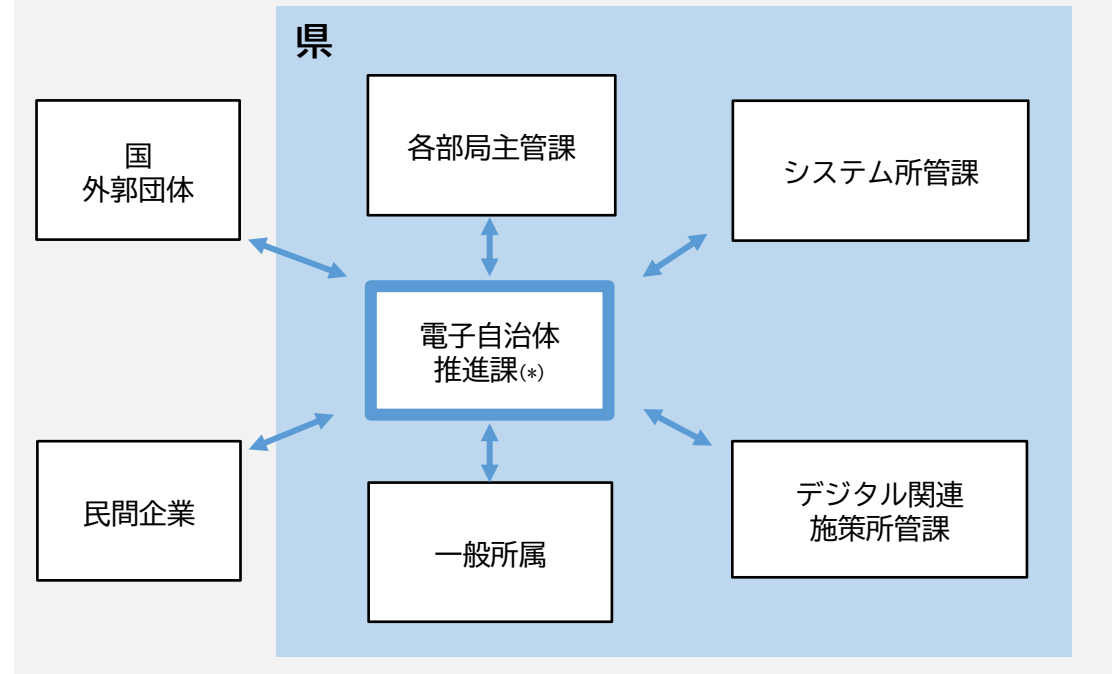 県
各部局主管課
国
外郭団体
システム所管課
電子自治体
推進課(*)
民間企業
一般所属
デジタル関連
施策所管課